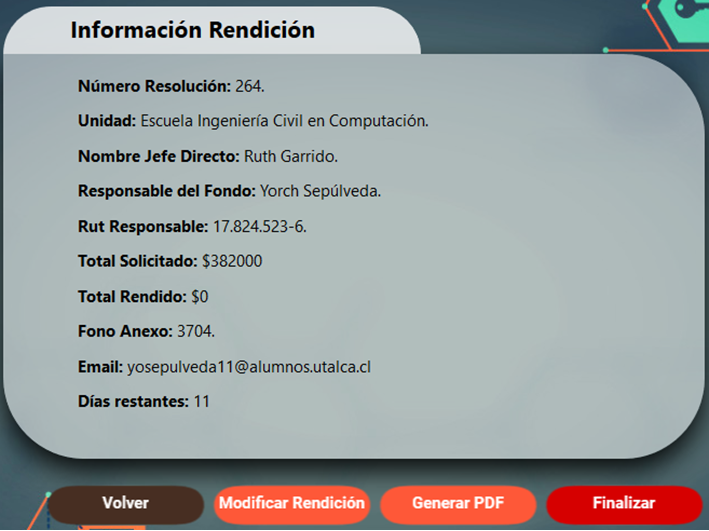 Información Rendición
Número Resolución: 264.
Unidad: Escuela Ingeniería Civil en Computación.
Nombre Jefe Directo: Ruth Garrido.
Responsable del Fondo: Yorch Sepúlveda.
Rut Responsable: 17.824.523-6.
Total Solicitado: $382000
Total Rendido: $0
Fono Anexo: 3704.
Email: yosepulveda11@alumnos.utalca.cl
Días restantes: 11
Volver Modificar Rendición Generar PDF Finalizar